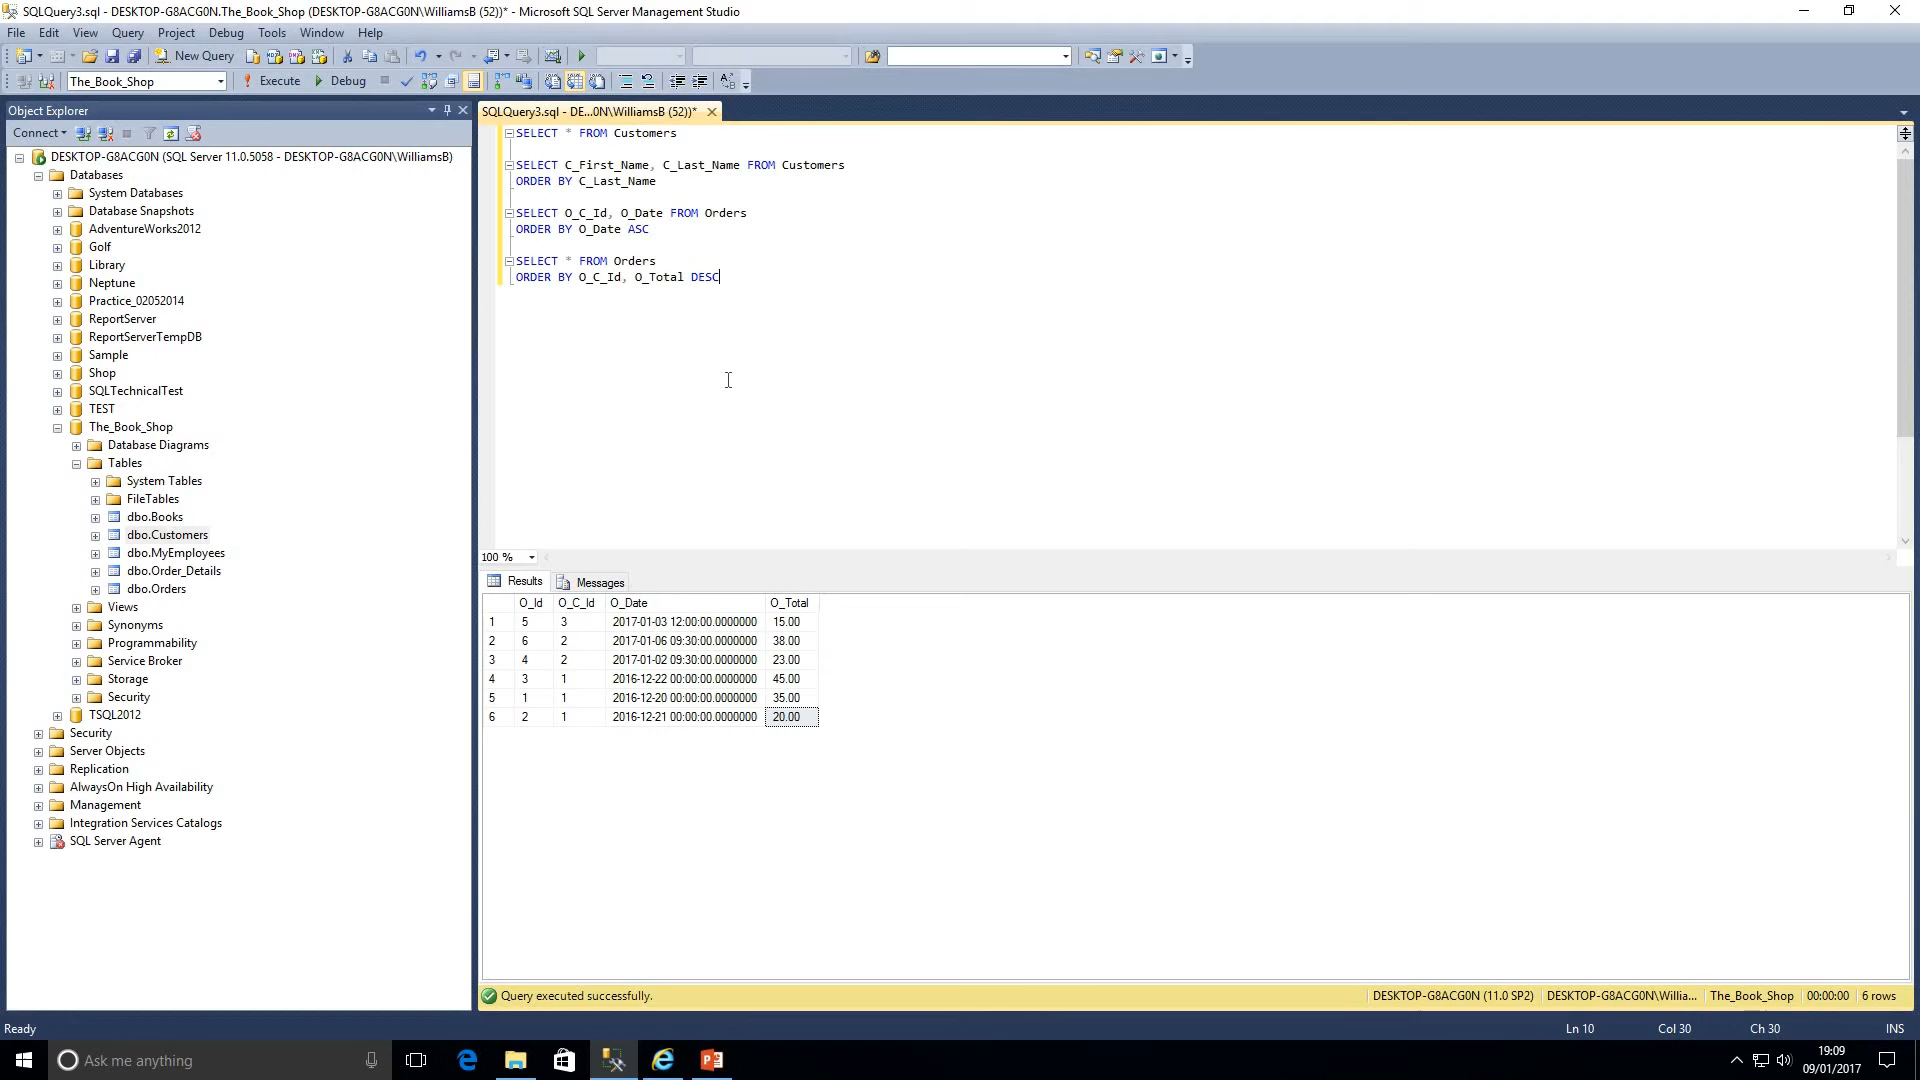 SQLQuery3.sql - DESKTOP-G8ACG0N.The_Book_Shop (DESKTOP-G8ACG0N\WilliamsB (52))* - Microsoft SQL Server Management Studio
File Edit View Query Project Debug Tools Window Help
New Query
The_Book_Shop Execute Debug
Object Explorer
Connect
DESKTOP-G8ACG0N (SQL Server 11.0.5058 - DESKTOP-G8ACG0N\WilliamsB)
Databases
System Databases
Database Snapshots
AdventureWorks2012
Golf
Library
Neptune
Practice_02052014
ReportServer
ReportServerTempDB
Sample
Shop
SQLTechnicalTest
TEST
The_Book_Shop
Database Diagrams
Tables
System Tables
FileTables
dbo.Books
dbo.Customers
dbo.MyEmployees
dbo.Order_Details
dbo.Orders
Views
Synonyms
Programmability
Service Broker
Storage
Security
TSQL2012
Security
Server Objects
Replication
AlwaysOn High Availability
Management
Integration Services Catalogs
SQL Server Agent
SQLQuery3.sql - DE...0N\WilliamsB (52))*
SELECT * FROM Customers
SELECT C_First_Name, C_Last_Name FROM Customers
ORDER BY C_Last_Name
SELECT O_C_Id, O_Date FROM Orders
ORDER BY O_Date ASC
SELECT * FROM Orders
ORDER BY O_C_Id, O_Total DESC
100 %
Results Messages
O_Id O_C_Id O_Date O_Total
1 5 3 2017-01-03 12:00:00.0000000 15.00
2 6 2 2017-01-06 09:30:00.0000000 38.00
3 4 2 2017-01-02 09:30:00.0000000 23.00
4 3 1 2016-12-22 00:00:00.0000000 45.00
5 1 1 2016-12-20 00:00:00.0000000 35.00
6 2 1 2016-12-21 00:00:00.0000000 20.00
Query executed successfully. DESKTOP-G8ACG0N (11.0 SP2) DESKTOP-G8ACG0N\Willia... The_Book_Shop 00:00:00 6 rows
Ready Ln 10 Col 30 Ch 30 INS
Ask me anything
19:09
09/01/2017